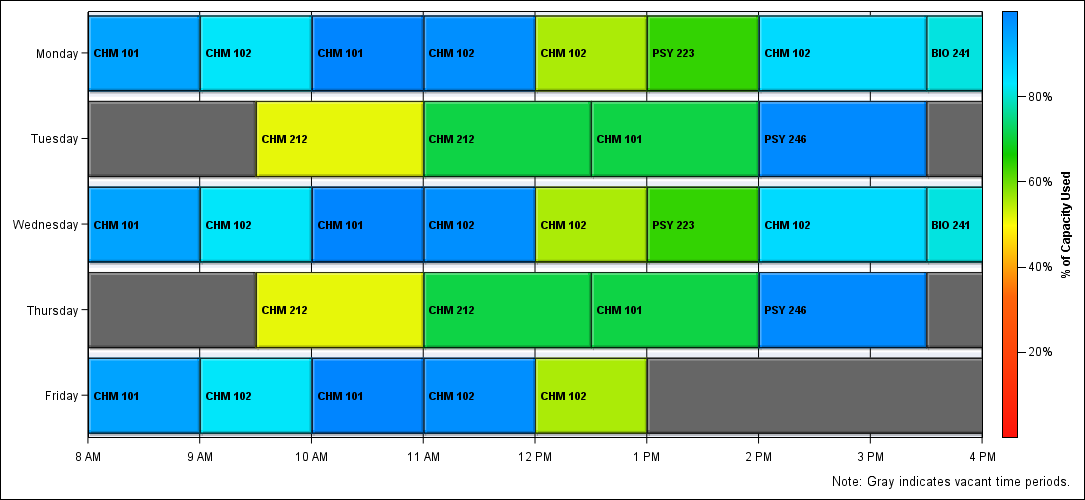 Monday CHM 101 CHM 102 CHM 101 CHM 102 CHM 102 PSY 223 CHM 102 BIO 241
80%
Tuesday CHM 212 CHM 212 CHM 101 PSY 246
60%
Wednesday CHM 101 CHM 102 CHM 101 CHM 102 CHM 102 PSY 223 CHM 102 BIO 241
% of Capacity Used
40%
Thursday CHM 212 CHM 212 CHM 101 PSY 246
20%
Friday CHM 101 CHM 102 CHM 101 CHM 102 CHM 102
8 AM 9 AM 10 AM 11 AM 12 PM 1 PM 2 PM 3 PM 4 PM
Note: Gray indicates vacant time periods.